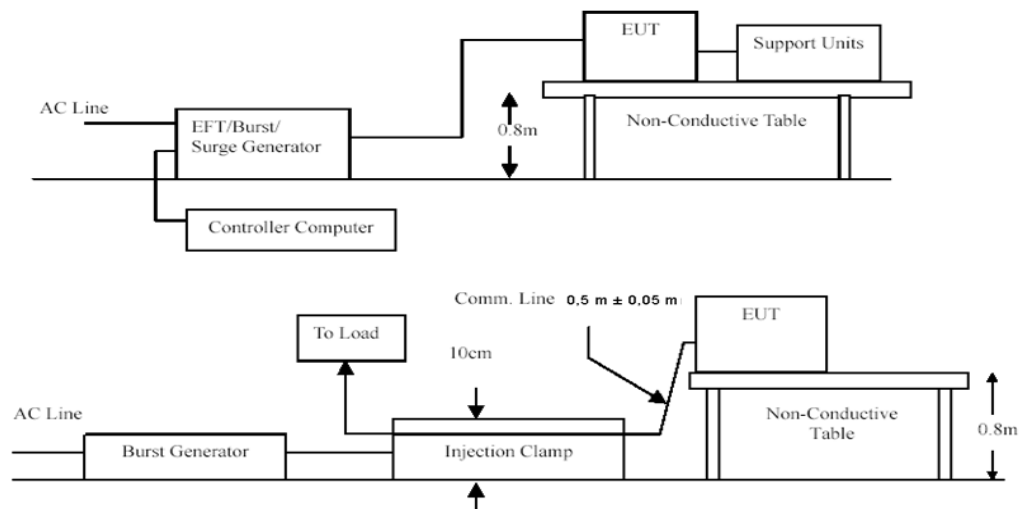 EUT
Support Units
AC Line
EFT/Burst/
Surge Generator
0.8m
Non-Conductive Table
Controller Computer
Comm. Line 0,5 m ± 0,05 m
EUT
To Load
10cm
AC Line
Non-Conductive
Table
0.8m
Burst Generator
Injection Clamp